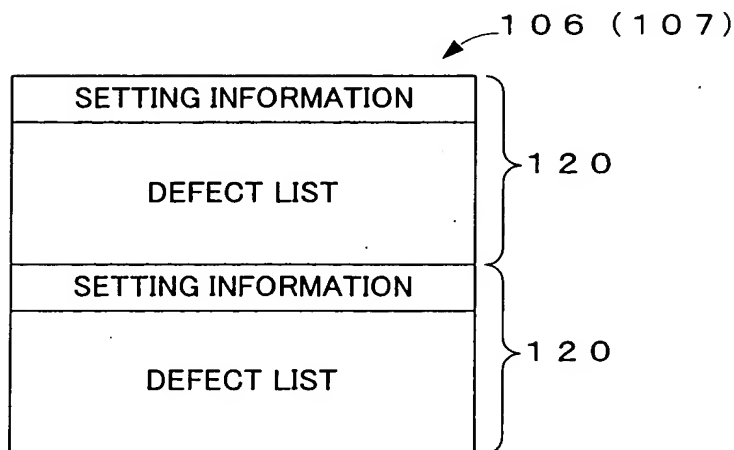 106 (107)
SETTING INFORMATION
DEFECT LIST
120
SETTING INFORMATION
DEFECT LIST
120